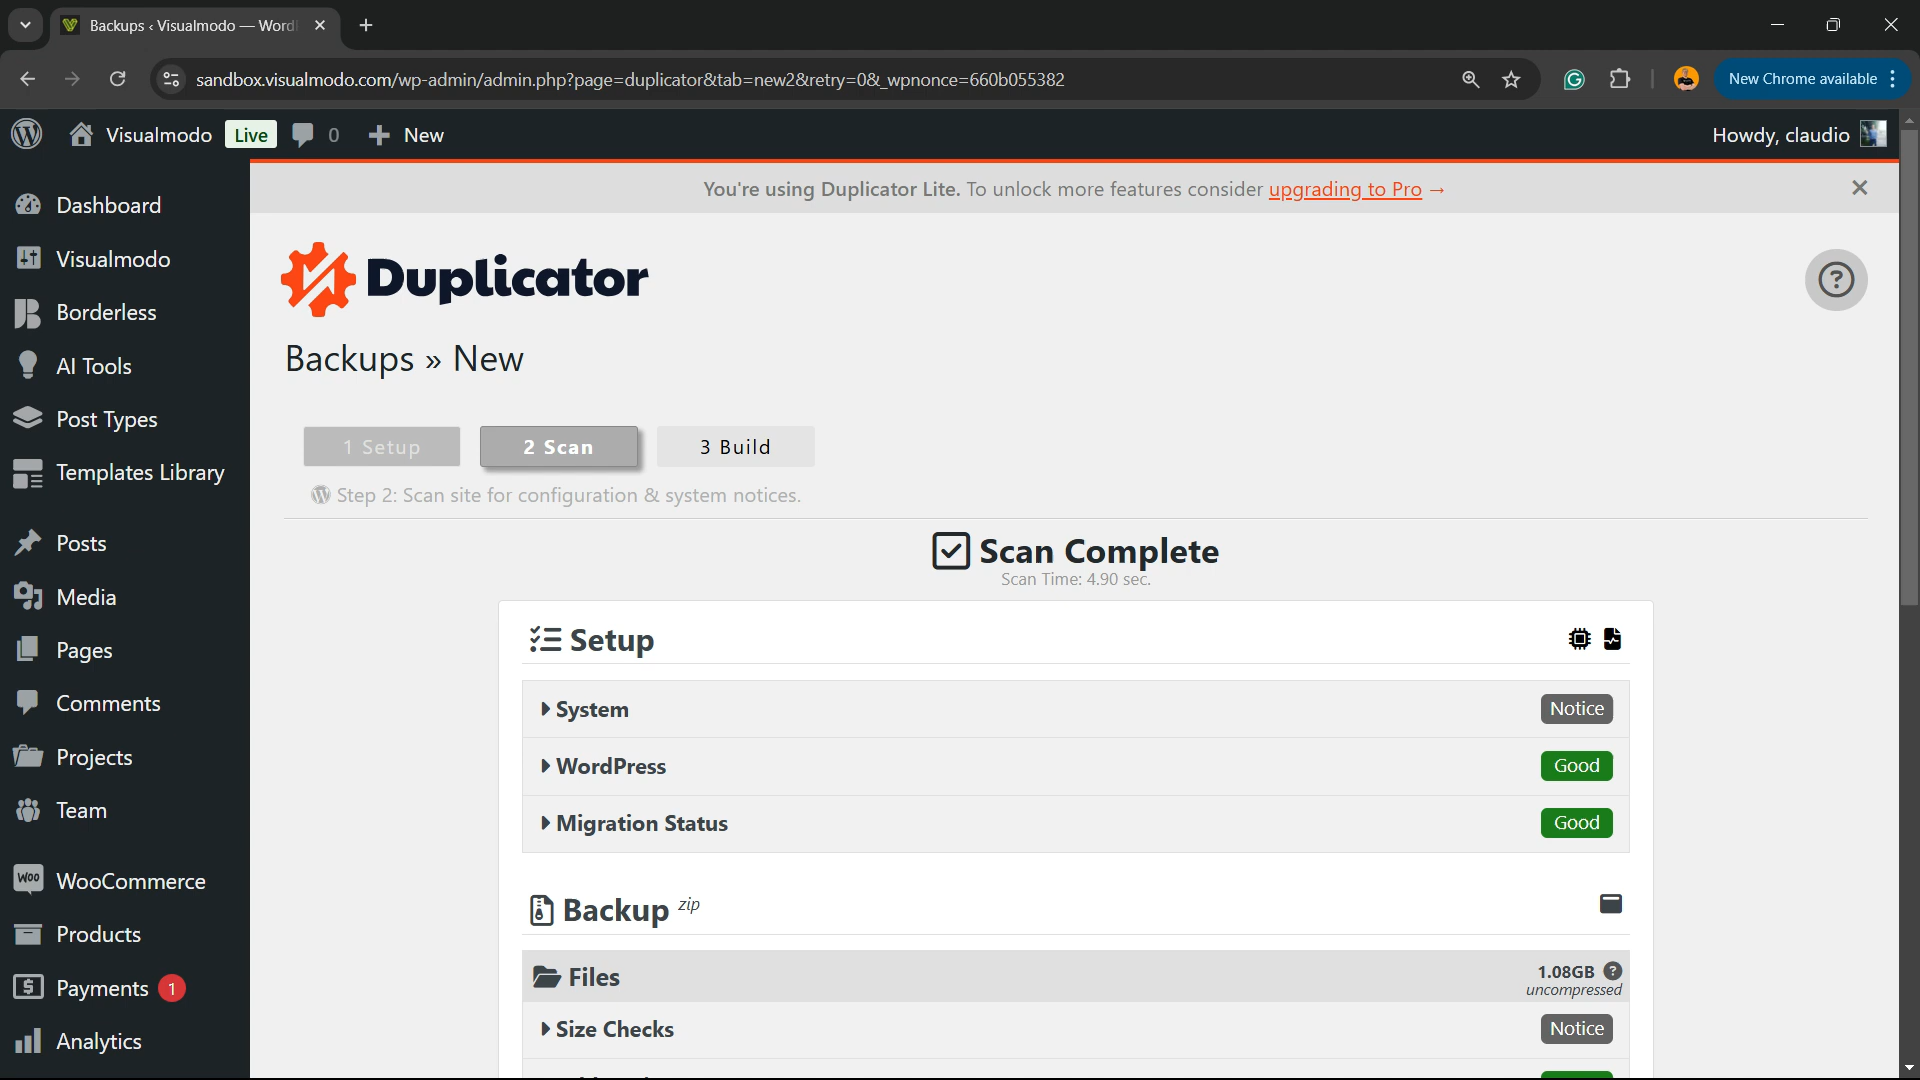 Backups ‹ Visualmodo — Word
sandbox.visualmodo.com/wp-admin/admin.php?page=duplicator&tab=new2&retry=0&_wpnonce=660b055382
New Chrome available
Visualmodo
Live
0
New
Howdy, claudio
You're using Duplicator Lite. To unlock more features consider upgrading to Pro →
Dashboard
Visualmodo
Borderless
AI Tools
Post Types
Templates Library
Posts
Media
Pages
Comments
Projects
Team
WooCommerce
Products
Payments 1
Analytics
Duplicator
Backups » New
1 Setup
2 Scan
3 Build
Step 2: Scan site for configuration & system notices.
Scan Complete
Scan Time: 4.90 sec.
Setup
System
Notice
WordPress
Good
Migration Status
Good
Backup zip
Files
1.08GB
uncompressed
Size Checks
Notice